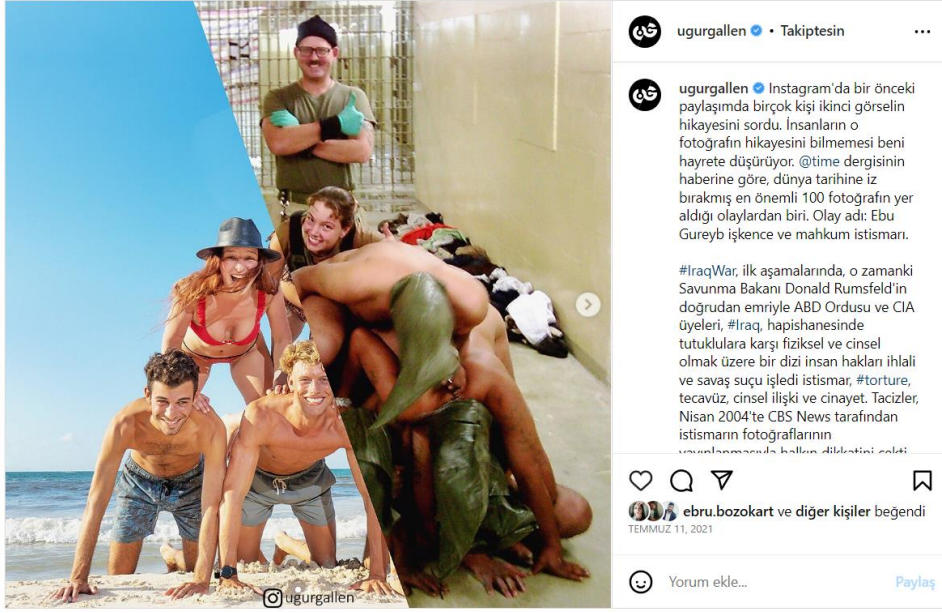 ugurgallen • Takiptesin
ugurgallen Instagram'da bir önceki
paylaşımda birçok kişi ikinci görselin
hikayesini sordu. İnsanların o
fotoğrafın hikayesini bilmemesi beni
hayrete düşürüyor. @time dergisinin
haberine göre, dünya tarihine iz
bırakmış en önemli 100 fotoğrafın yer
aldığı olaylardan biri. Olay adı: Ebu
Gureyb işkence ve mahkum istismarı.
#IraqWar, ilk aşamalarında, o zamanki
Savunma Bakanı Donald Rumsfeld'in
doğrudan emriyle ABD Ordusu ve CIA
üyeleri, #Iraq, hapishanesinde
tutuklulara karşı fiziksel ve cinsel
olmak üzere bir dizi insan hakları ihlali
ve savaş suçu işledi istismar, #torture,
tecavüz, cinsel ilişki ve cinayet. Tacizler,
Nisan 2004'te CBS News tarafından
istismarın fotoğraflarının
yayınlanmasıyla halkın dikkatini çekti
ebru.bozokart ve diğer kişiler beğendi
TEMMUZ 11, 2021
Yorum ekle... Paylaş
ugurgallen